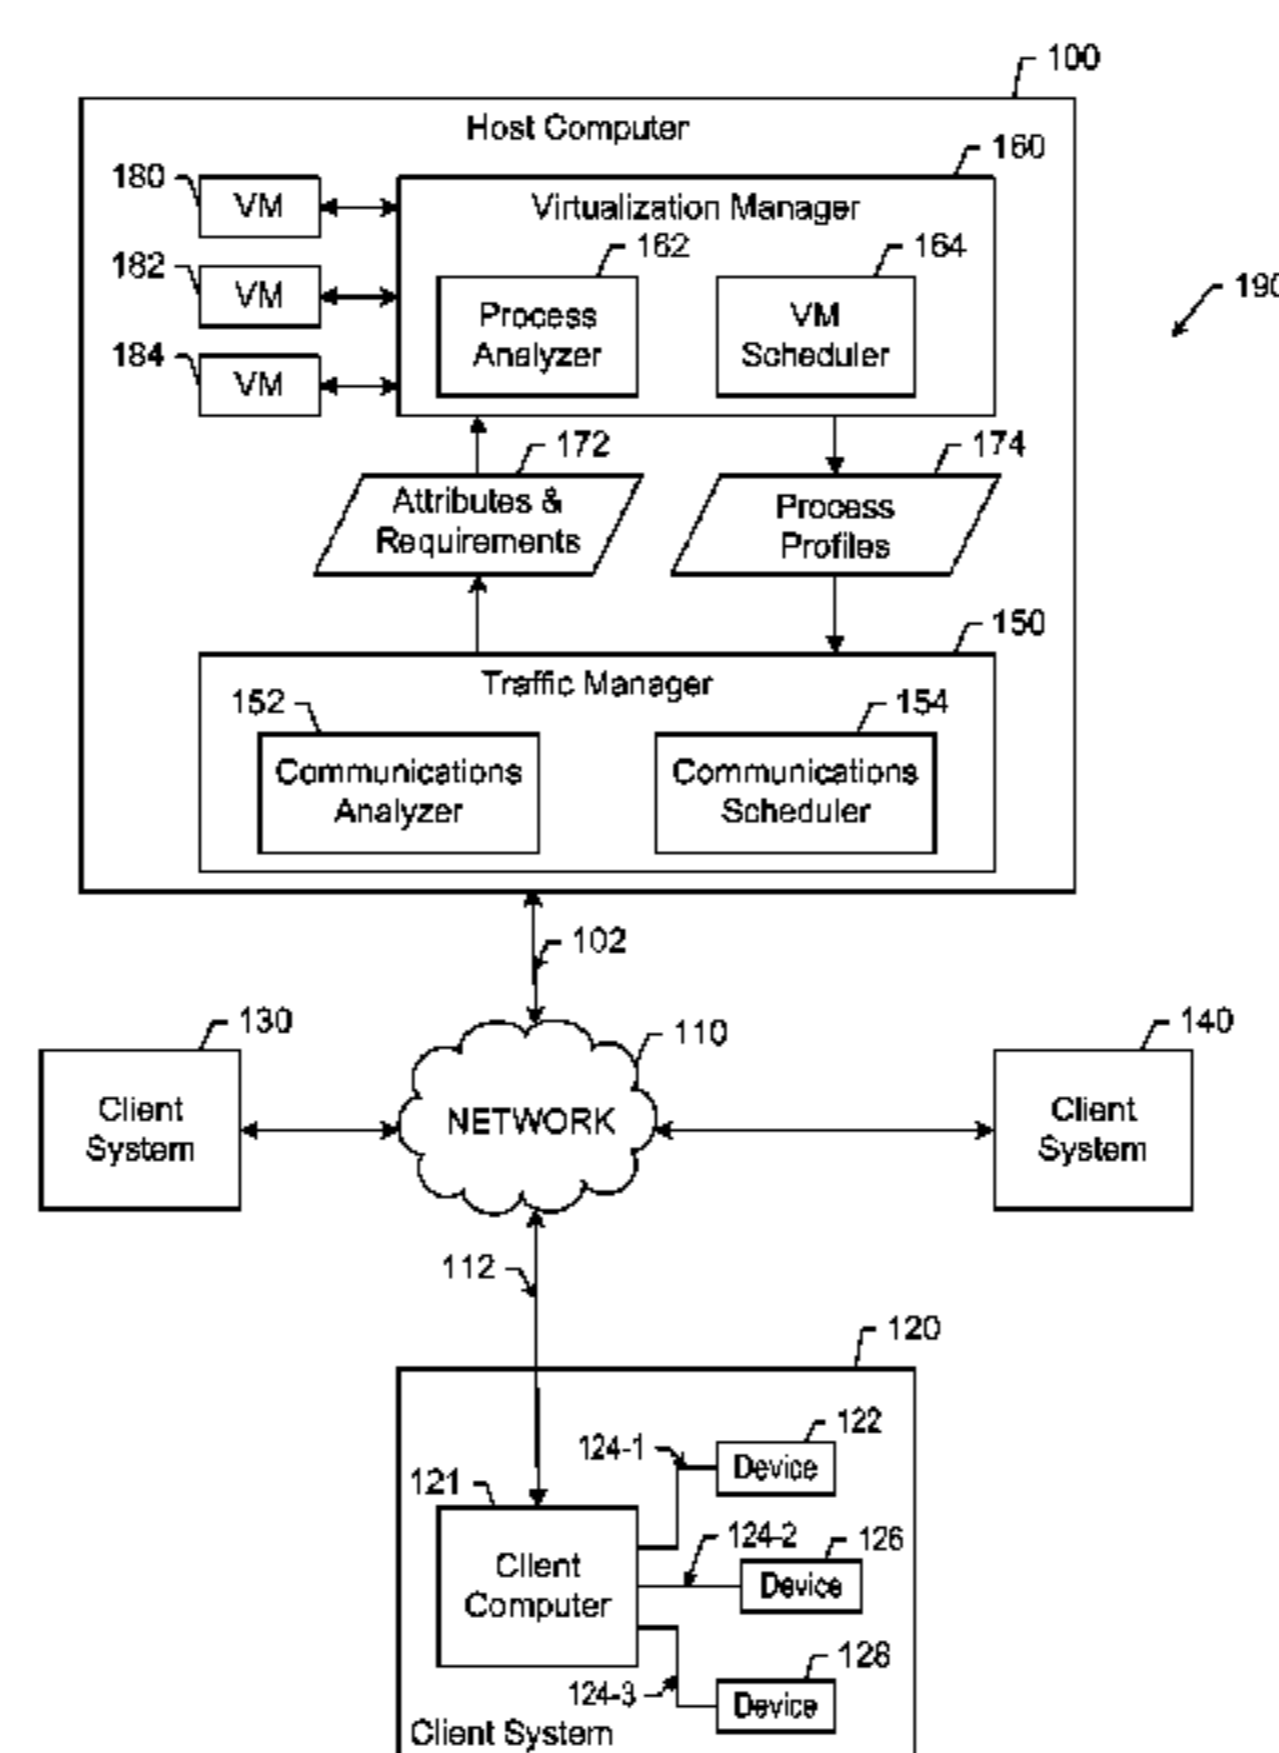 100
Host Computer
160
180
VM
Virtualization Manager
162
164
182
VM
Process
Analyzer
VM
Scheduler
190
184
VM
172
174
Attributes &
Requirements
Process
Profiles
150
Traffic Manager
152
154
Communications
Analyzer
Communications
Scheduler
102
130
110
140
Client
System
NETWORK
Client
System
112
120
122
124-1
Device
121
124-2
126
Client
Computer
Device
128
124-3
Device
Client System